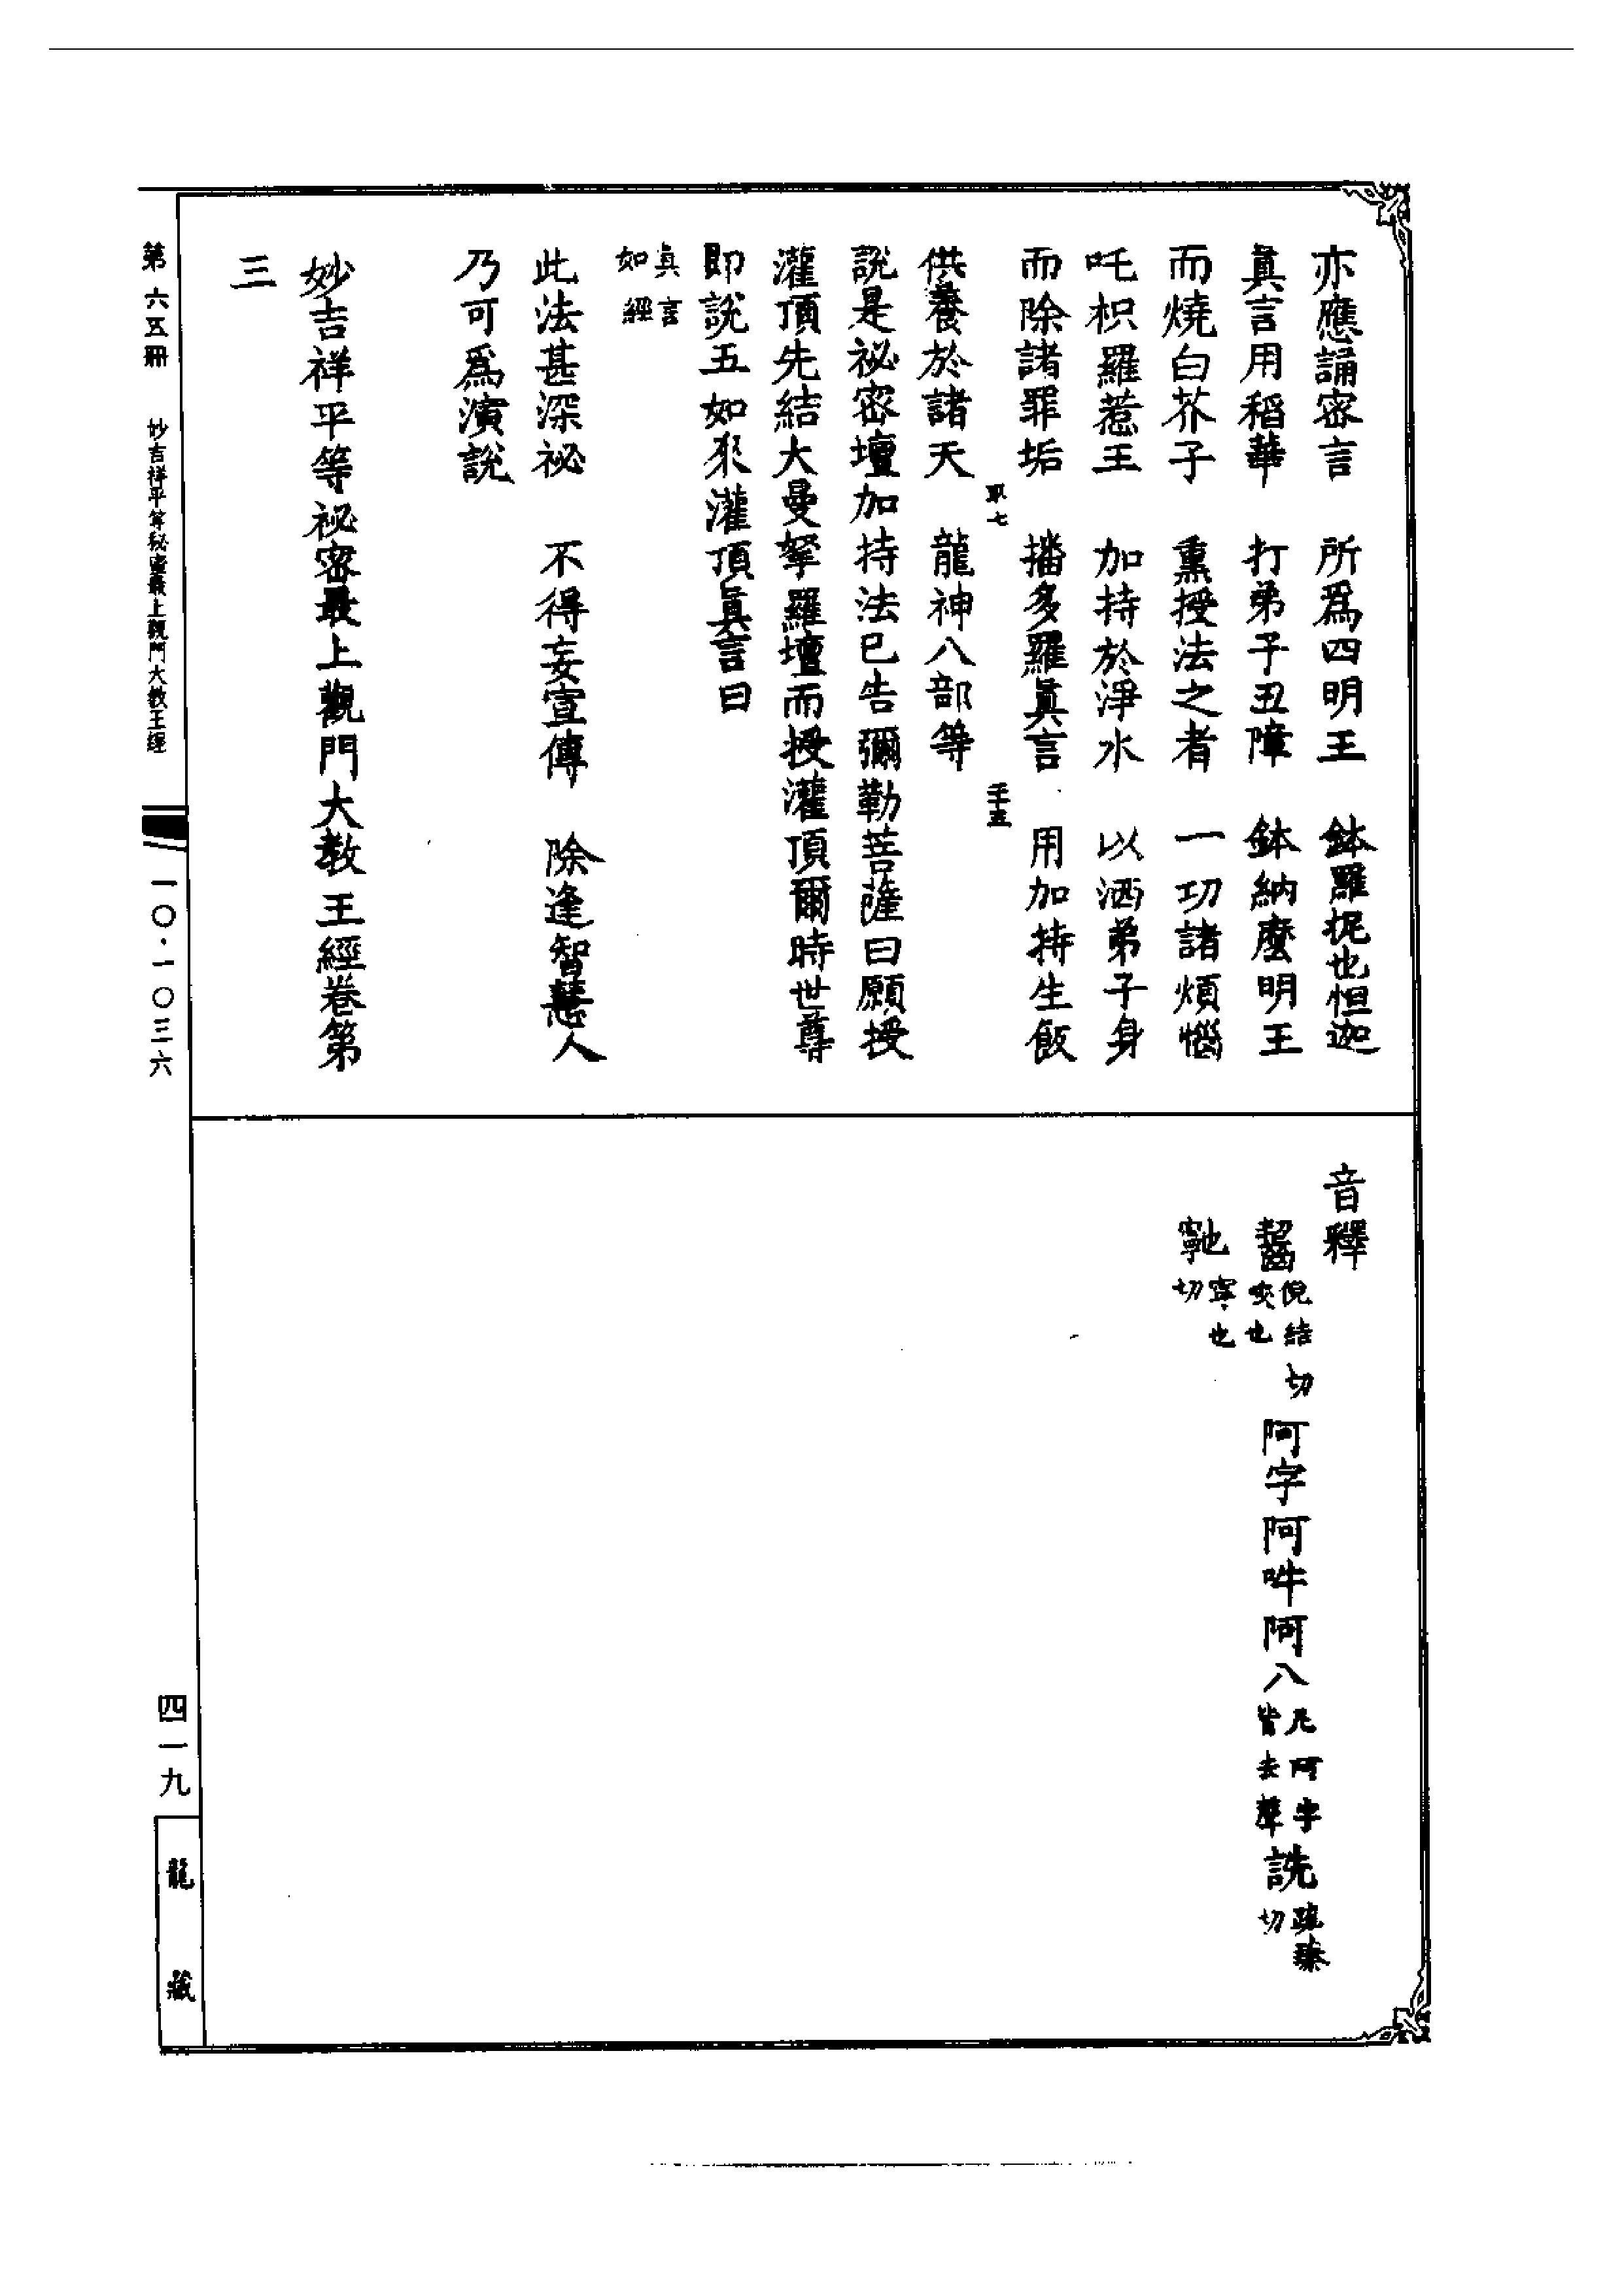 亦應誦密言　所爲四明王　鉢羅抳也怛迦
眞言用稻華　打弟子丑障　鉢納麼明王
而燒白芥子　熏授法之者　一切諸煩惱
吒枳羅惹王　加持於淨水　以洒弟子身
而除諸罪垢　播多羅眞言　用加持生飯
供養於諸天　龍神八部等
說是祕密壇加持法已告彌勒菩薩曰願授
灌頂先結大曼拏羅壇而授灌頂爾時世尊
即說五如來灌頂眞言曰
眞言
如經
此法甚深祕　不得妄宣傳　除逢智慧人
乃可爲演說
妙吉祥平等祕密最上觀門大教王經卷第
三
音釋
齧倪結切
咬也
阿字阿吽阿八凡阿字
皆去聲
詵疏臻
切
寧也
切
第六五冊
妙吉祥平等秘密最上觀門大教王經
一〇·一〇三六
四一九
龍藏